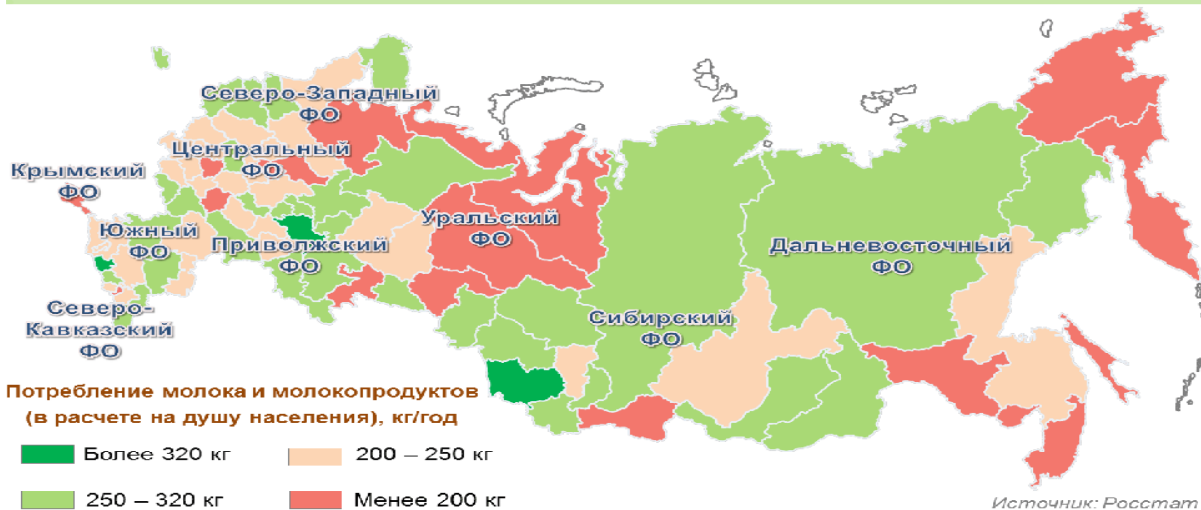 Северо-Западный
ФО
Центральный
ФО
Крымский
ФО
Южный
ФО
Приволжский
ФО
Уральский
ФО
Дальневосточный
ФО
Северо-
Кавказский
ФО
Сибирский
ФО
Потребление молока и молокопродуктов
(в расчете на душу населения), кг/год
Более 320 кг
200 – 250 кг
250 – 320 кг
Менее 200 кг
Источник: Росстат